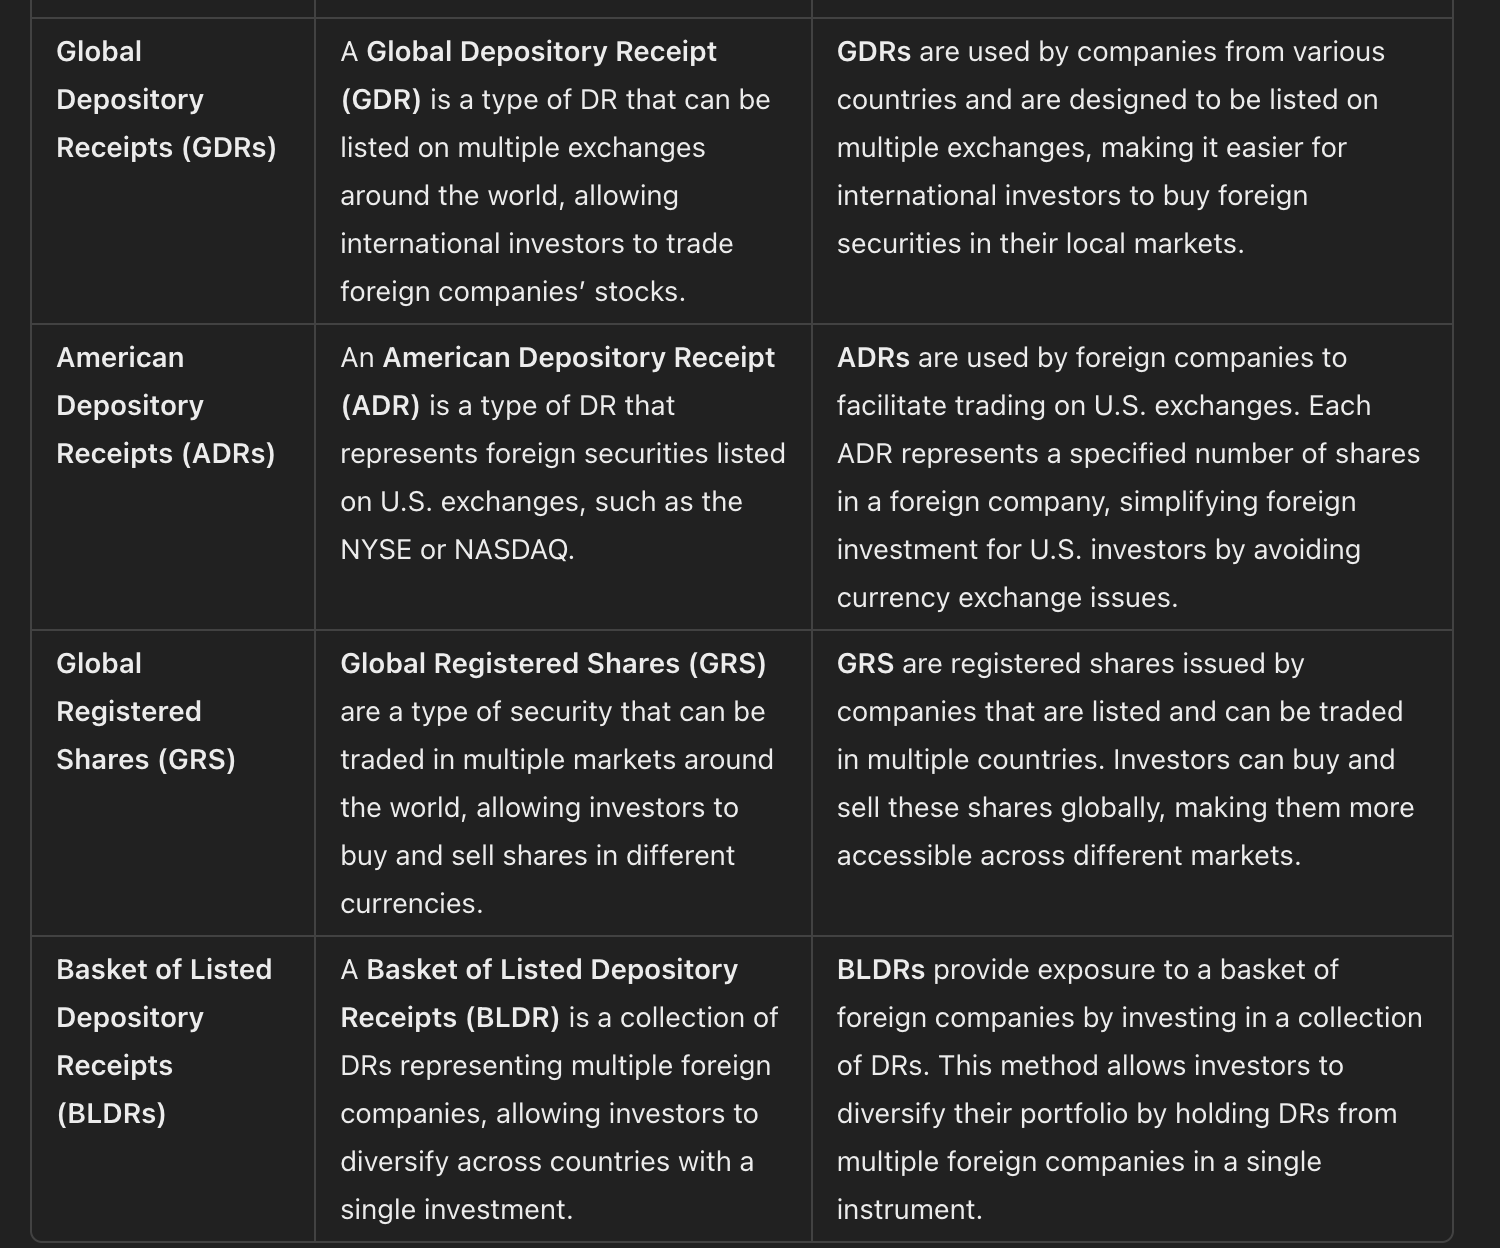 Global
Depository
Receipts (GDRs)
A Global Depository Receipt
(GDR) is a type of DR that can be
listed on multiple exchanges
around the world, allowing
international investors to trade
foreign companies’ stocks.
GDRs are used by companies from various
countries and are designed to be listed on
multiple exchanges, making it easier for
international investors to buy foreign
securities in their local markets.
American
Depository
Receipts (ADRs)
An American Depository Receipt
(ADR) is a type of DR that
represents foreign securities listed
on U.S. exchanges, such as the
NYSE or NASDAQ.
ADRs are used by foreign companies to
facilitate trading on U.S. exchanges. Each
ADR represents a specified number of shares
in a foreign company, simplifying foreign
investment for U.S. investors by avoiding
currency exchange issues.
Global
Registered
Shares (GRS)
Global Registered Shares (GRS)
are a type of security that can be
traded in multiple markets around
the world, allowing investors to
buy and sell shares in different
currencies.
GRS are registered shares issued by
companies that are listed and can be traded
in multiple countries. Investors can buy and
sell these shares globally, making them more
accessible across different markets.
Basket of Listed
Depository
Receipts
(BLDRs)
A Basket of Listed Depository
Receipts (BLDR) is a collection of
DRs representing multiple foreign
companies, allowing investors to
diversify across countries with a
single investment.
BLDRs provide exposure to a basket of
foreign companies by investing in a collection
of DRs. This method allows investors to
diversify their portfolio by holding DRs from
multiple foreign companies in a single
instrument.